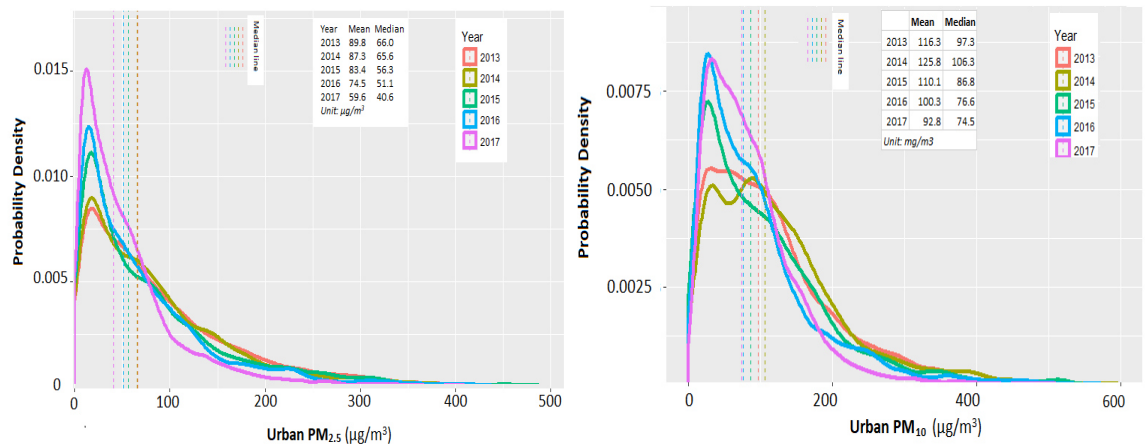 Probability Density
0.015
0.010
0.005
0
0
100
200
300
400
500
Urban PM2.5 (µg/m³)
Median line
Year Mean Median
2013 89.8 66.0
2014 87.3 65.6
2015 83.4 56.3
2016 74.5 51.1
2017 59.6 40.6
Unit: µg/m³
Year
2013
2014
2015
2016
2017
Probability Density
0.0075
0.0050
0.0025
0
200
400
600
Urban PM10 (µg/m³)
Median line
Mean Median
2013 116.3 97.3
2014 125.8 106.3
2015 110.1 86.8
2016 100.3 76.6
2017 92.8 74.5
Unit: mg/m3
Year
2013
2014
2015
2016
2017